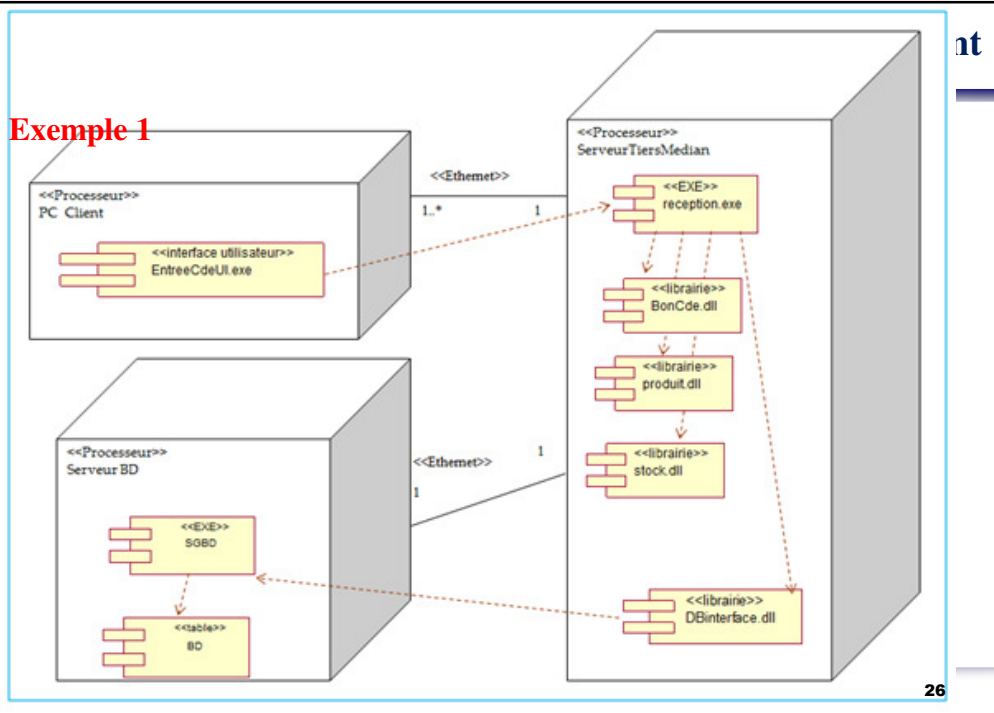 nt
Exemple 1
<<Processeur>>
PC Client
<<interface utilisateur>>
EntreeCdeUI.exe
<<Ethernet>>
1..*
1
<<Processeur>>
ServeurTiersMedian
<<EXE>>
reception.exe
<<librairie>>
BonCde.dll
<<librairie>>
produit.dll
<<librairie>>
stock.dll
<<librairie>>
DBinterface.dll
<<Processeur>>
Serveur BD
<<Ethernet>>
1
1
<<EXE>>
SGBD
<<table>>
BD
26